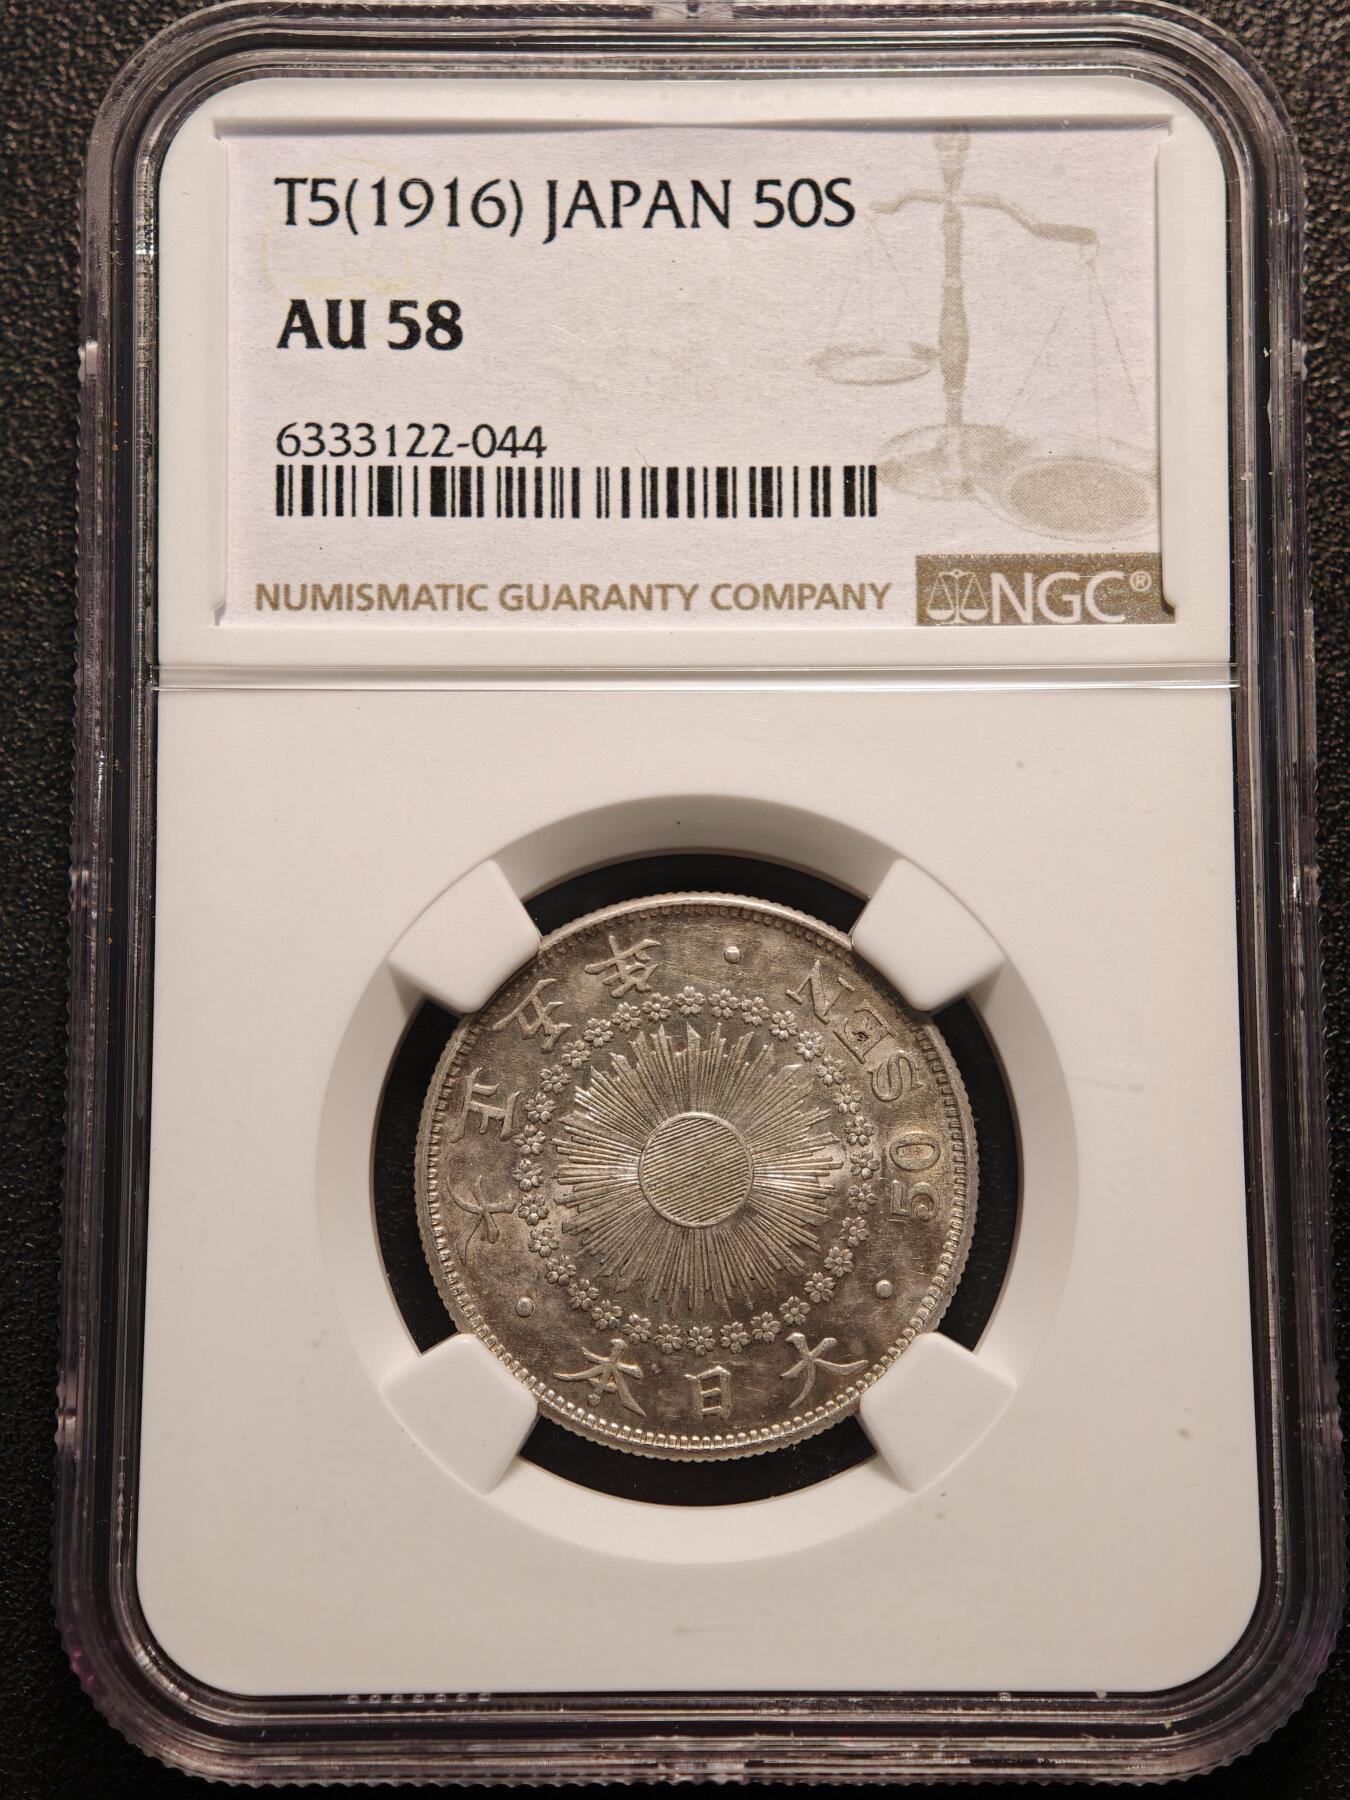 T5(1916) JAPAN 50S
AU 58
6333122-044
NUMISMATIC GUARANTY COMPANY
NGC®
大正五年
50 SEN
大日本